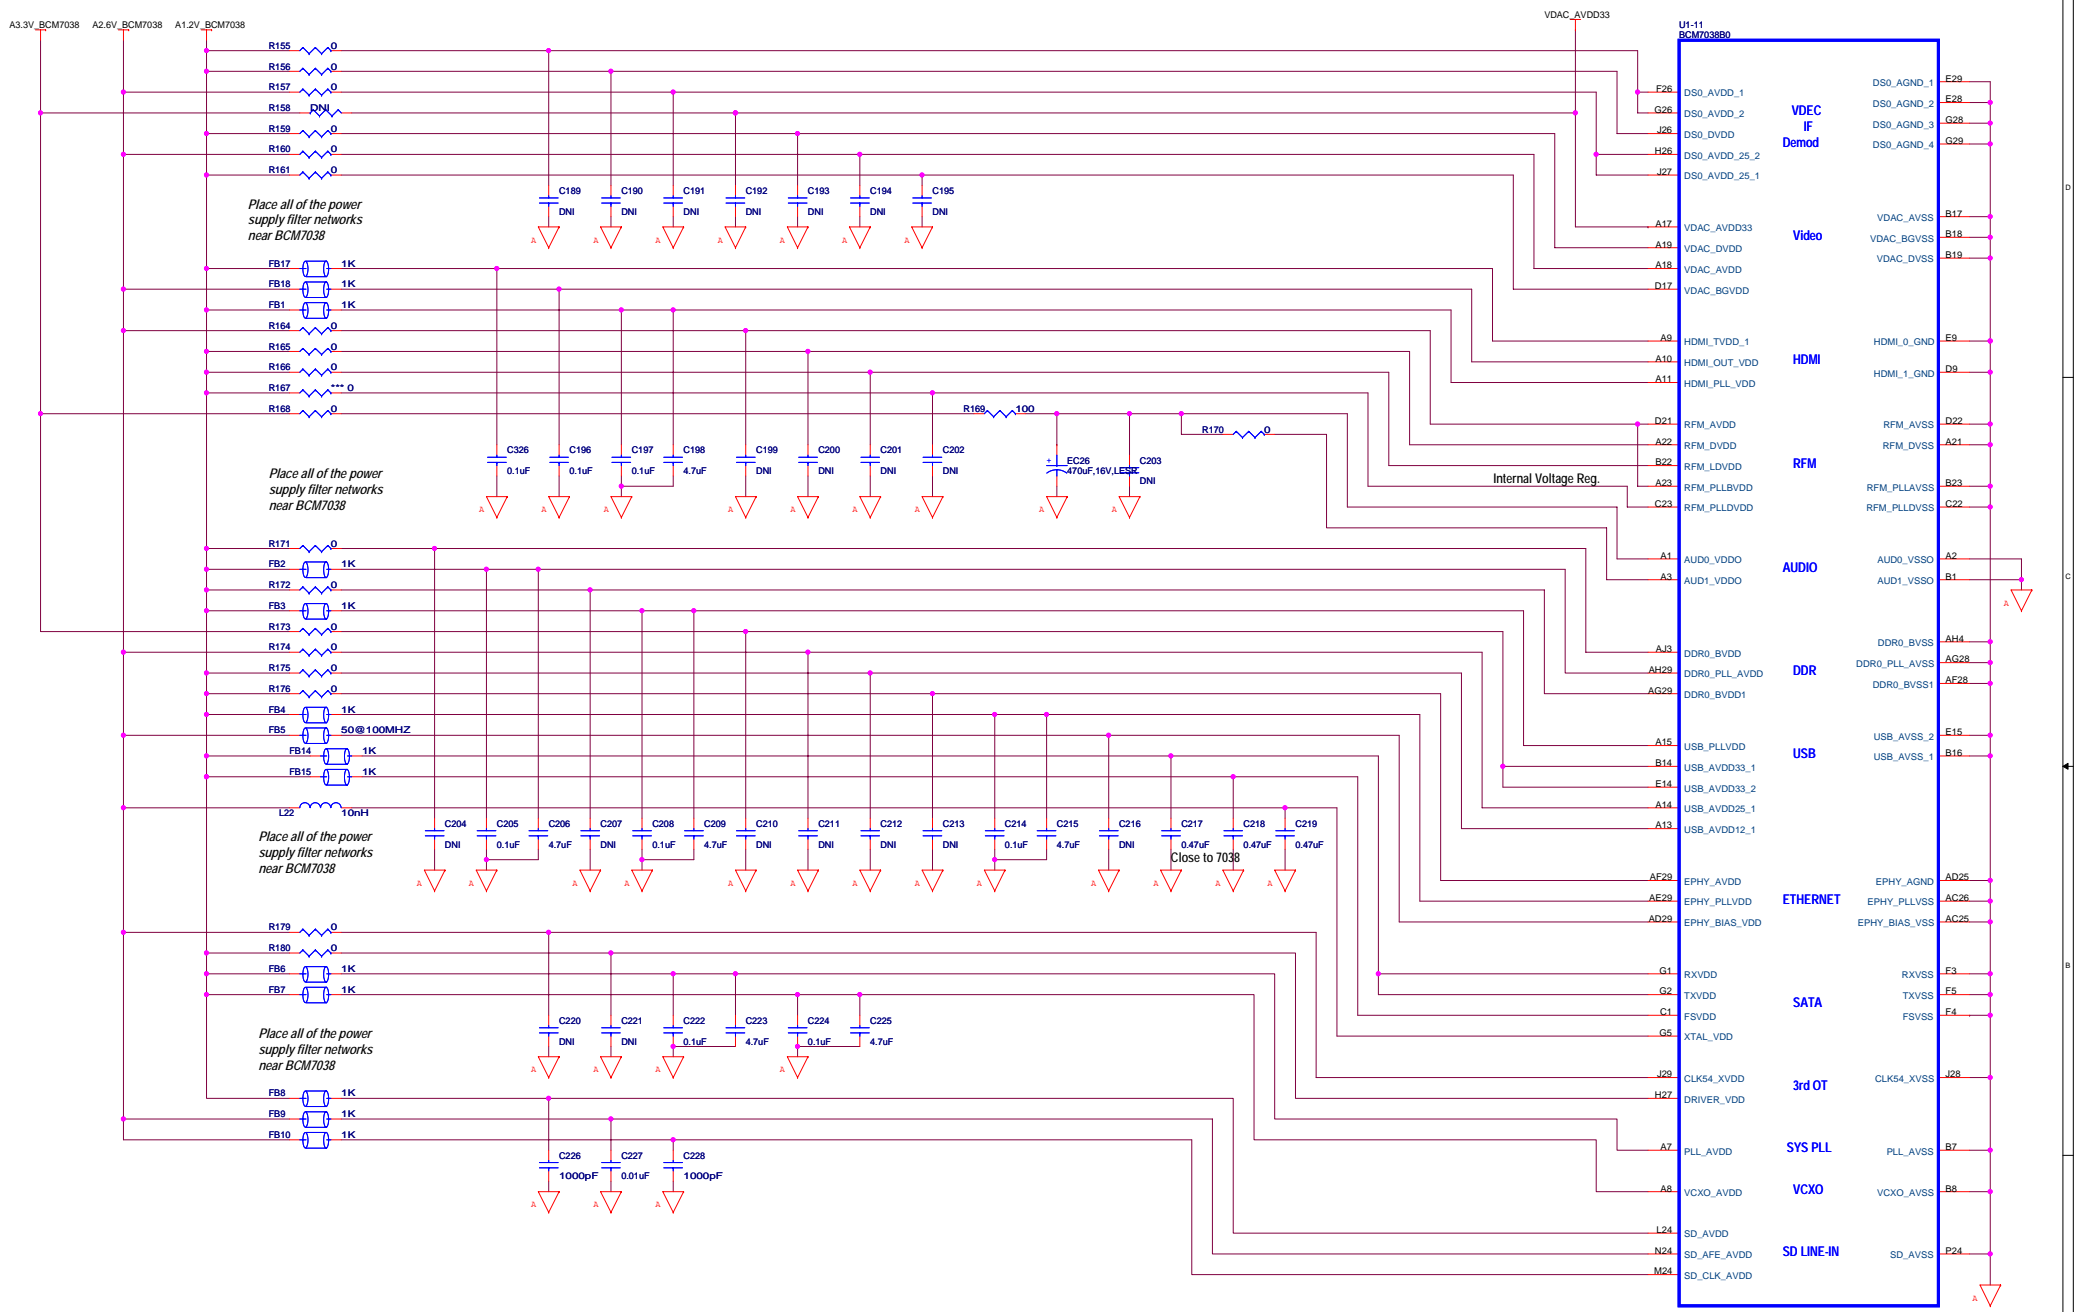 A3.3V_BCM7038 A2.6V_BCM7038 A1.2V_BCM7038
VDAC_AVDD33
U1-11
BCM7038B0
R155 0
R156 0
R157 0
R158 DNI
R159 0
R160 0
R161 0
Place all of the power
supply filter networks
near BCM7038
C189 DNI
C190 DNI
C191 DNI
C192 DNI
C193 DNI
C194 DNI
C195 DNI
A A A A A A A
FB17 1K
FB18 1K
FB1 1K
R164 0
R165 0
R166 0
R167 *** 0
R168 0
R169 100
R170 0
Place all of the power
supply filter networks
near BCM7038
C326 0.1uF
C196 0.1uF
C197 0.1uF
C198 4.7uF
C199 DNI
C200 DNI
C201 DNI
C202 DNI
+ EC26 470uF,16V,LESR
C203 DNI
A A A A A A A A A
Internal Voltage Reg.
R171 0
FB2 1K
R172 0
FB3 1K
R173 0
R174 0
R175 0
R176 0
FB4 1K
FB5 50@100MHZ
FB14 1K
FB15 1K
L22 10nH
Place all of the power
supply filter networks
near BCM7038
C204 DNI
C205 0.1uF
C206 4.7uF
C207 DNI
C208 0.1uF
C209 4.7uF
C210 DNI
C211 DNI
C212 DNI
C213 DNI
C214 0.1uF
C215 4.7uF
C216 DNI
C217 0.47uF
C218 0.47uF
C219 0.47uF
Close to 7038
A A A A A A A A A A A A A
R179 0
R180 0
FB6 1K
FB7 1K
Place all of the power
supply filter networks
near BCM7038
C220 DNI
C221 DNI
C222 0.1uF
C223 4.7uF
C224 0.1uF
C225 4.7uF
A A A A
FB8 1K
FB9 1K
FB10 1K
C226 1000pF
C227 0.01uF
C228 1000pF
A A A
VDEC
IF
Demod
F26 DS0_AVDD_1
G26 DS0_AVDD_2
J26 DS0_DVDD
H26 DS0_AVDD_25_2
J27 DS0_AVDD_25_1
DS0_AGND_1 E29
DS0_AGND_2 E28
DS0_AGND_3 G28
DS0_AGND_4 G29
Video
A17 VDAC_AVDD33
A19 VDAC_DVDD
A18 VDAC_AVDD
D17 VDAC_BGVDD
VDAC_AVSS B17
VDAC_BGVSS B18
VDAC_DVSS B19
HDMI
A9 HDMI_TVDD_1
A10 HDMI_OUT_VDD
A11 HDMI_PLL_VDD
HDMI_0_GND E9
HDMI_1_GND D9
RFM
D21 RFM_AVDD
A22 RFM_DVDD
B22 RFM_LDVDD
A23 RFM_PLLBVDD
C23 RFM_PLLDVDD
RFM_AVSS D22
RFM_DVSS A21
RFM_PLLAVSS B23
RFM_PLLDVSS C22
AUDIO
A1 AUD0_VDDO
A3 AUD1_VDDO
AUD0_VSSO A2
AUD1_VSSO B1
A
DDR
AJ3 DDR0_BVDD
AH29 DDR0_PLL_AVDD
AG29 DDR0_BVDD1
DDR0_BVSS AH4
DDR0_PLL_AVSS AG28
DDR0_BVSS1 AF28
USB
A15 USB_PLLVDD
B14 USB_AVDD33_1
E14 USB_AVDD33_2
A14 USB_AVDD25_1
A13 USB_AVDD12_1
USB_AVSS_2 E15
USB_AVSS_1 B16
ETHERNET
AF29 EPHY_AVDD
AE29 EPHY_PLLVDD
AD29 EPHY_BIAS_VDD
EPHY_AGND AD25
EPHY_PLLVSS AC26
EPHY_BIAS_VSS AC25
SATA
G1 RXVDD
G2 TXVDD
C1 FSVDD
G5 XTAL_VDD
RXVSS F3
TXVSS F5
FSVSS F4
3rd OT
J29 CLK54_XVDD
H27 DRIVER_VDD
CLK54_XVSS J28
SYS PLL
A7 PLL_AVDD
PLL_AVSS B7
VCXO
A8 VCXO_AVDD
VCXO_AVSS B8
SD LINE-IN
L24 SD_AVDD
N24 SD_AFE_AVDD
M24 SD_CLK_AVDD
SD_AVSS P24
A
D
C
B